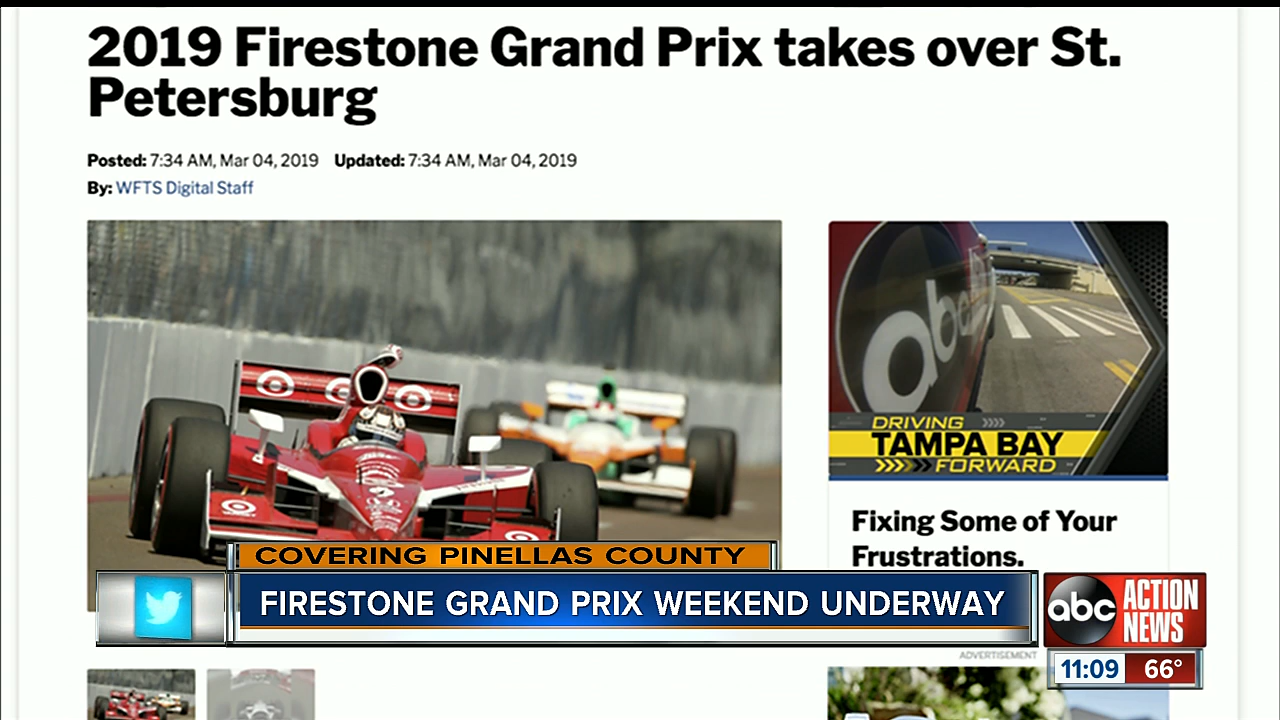 2019 Firestone Grand Prix takes over St.
Petersburg
Posted: 7:34 AM, Mar 04, 2019 Updated: 7:34 AM, Mar 04, 2019
By: WFTS Digital Staff
abc
DRIVING
TAMPA BAY
FORWARD
Fixing Some of Your
Frustrations.
COVERING PINELLAS COUNTY
FIRESTONE GRAND PRIX WEEKEND UNDERWAY
abc ACTION
NEWS
ADVERTISEMENT
11:09 66°